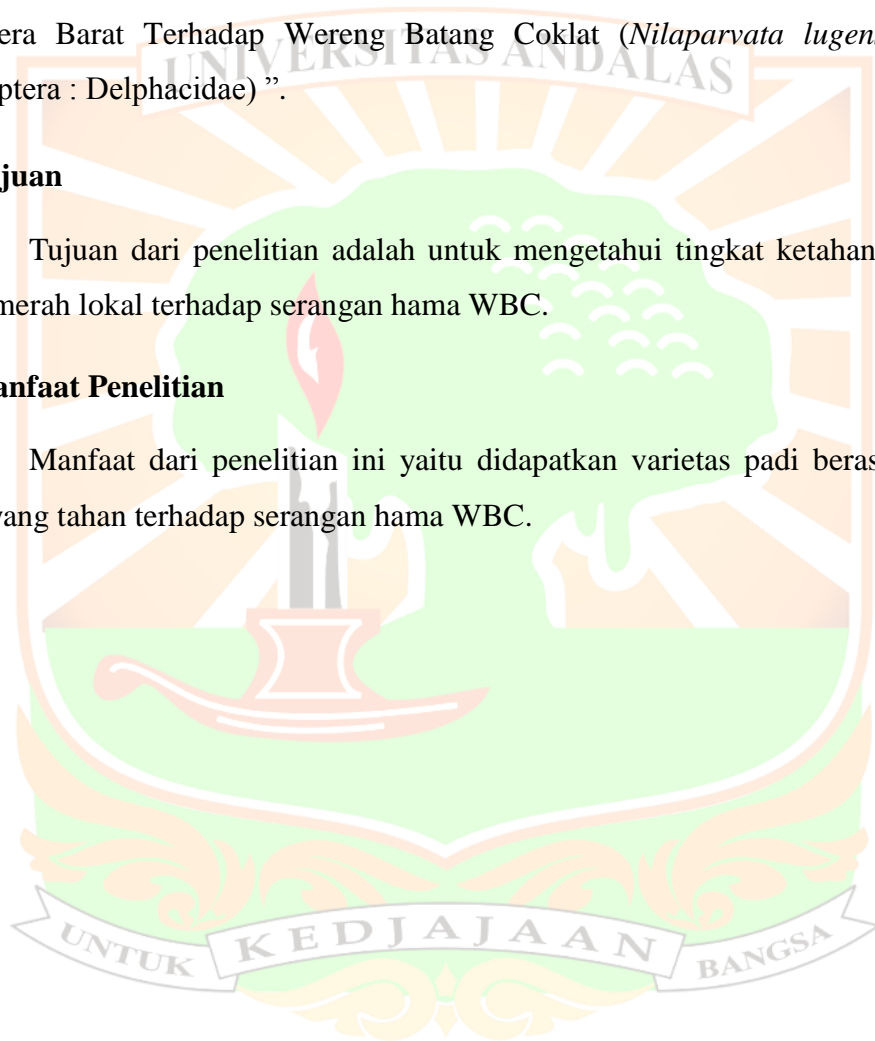 era Barat Terhadap Wereng Batang Coklat (Nilaparvata lugen
ptera : Delphacidae) ”.
UNIVERSITAS ANDALAS
juan
Tujuan dari penelitian adalah untuk mengetahui tingkat ketahan
merah lokal terhadap serangan hama WBC.
anfaat Penelitian
Manfaat dari penelitian ini yaitu didapatkan varietas padi beras
yang tahan terhadap serangan hama WBC.
UNTUK KEDJAJAAN BANGSA